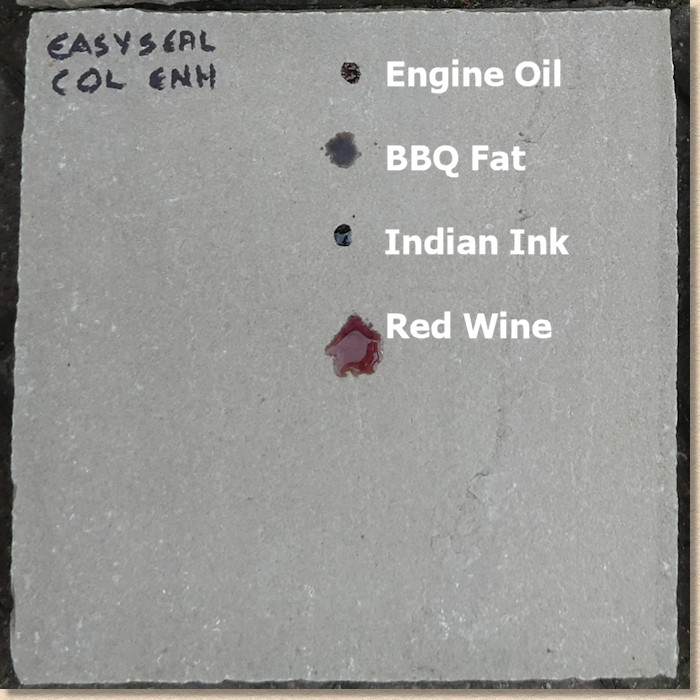 EASYSEAL
COL ENH
Engine Oil
BBQ Fat
Indian Ink
Red Wine